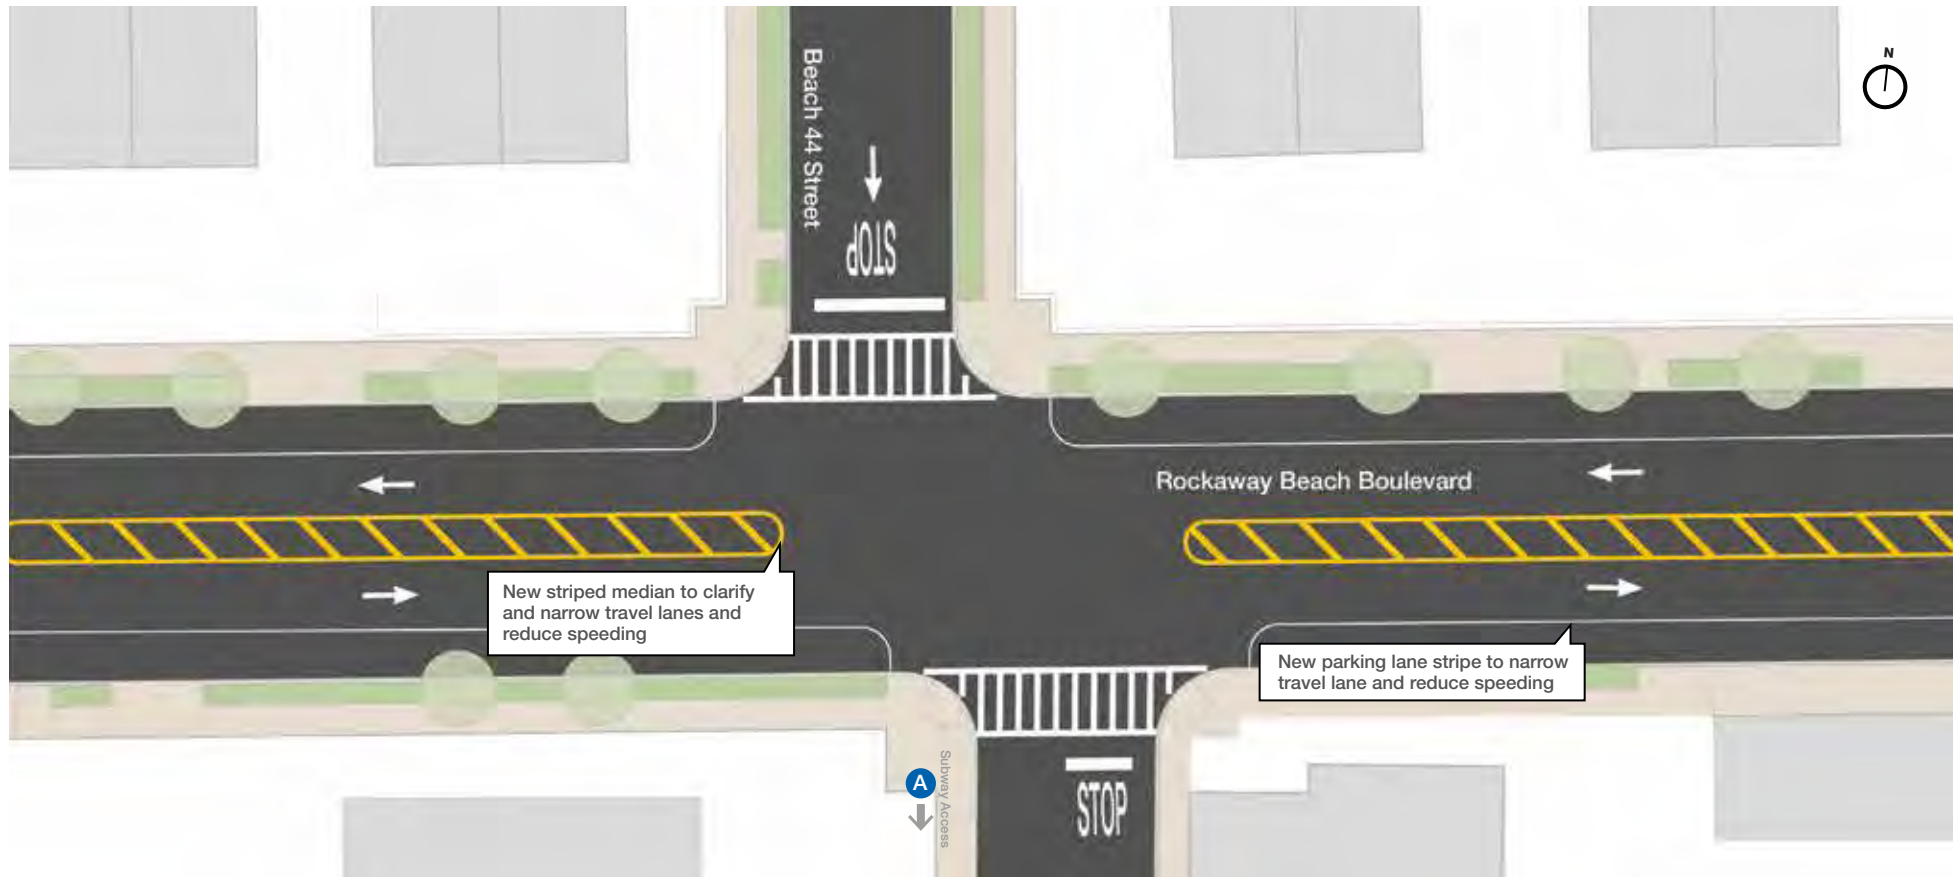 N
Beach 44 Street
STOP
Rockaway Beach Boulevard
New striped median to clarify
and narrow travel lanes and
reduce speeding
New parking lane stripe to narrow
travel lane and reduce speeding
A
Subway Access
STOP